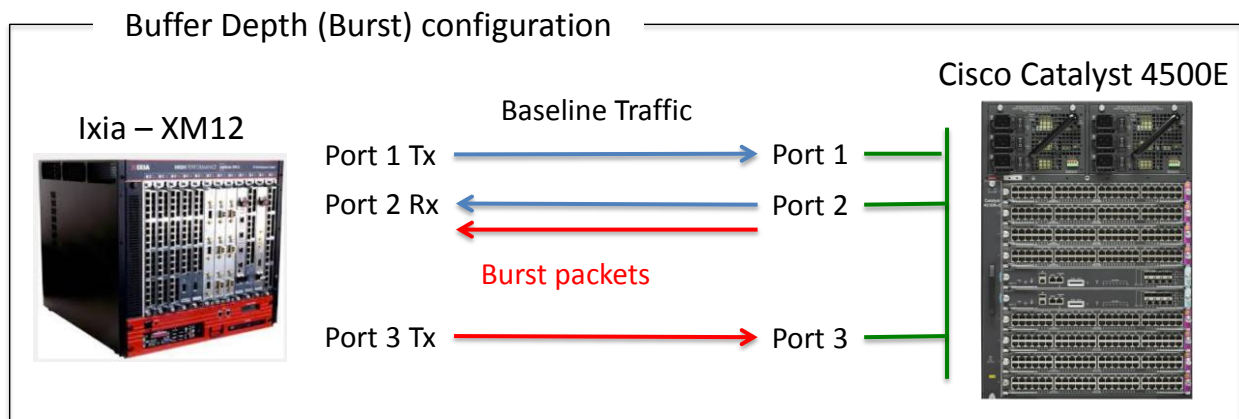 Buffer Depth (Burst) configuration
Cisco Catalyst 4500E
Ixia – XM12
Baseline Traffic
Port 1 Tx
Port 1
Port 2 Rx
Port 2
Burst packets
Port 3 Tx
Port 3
IXIA